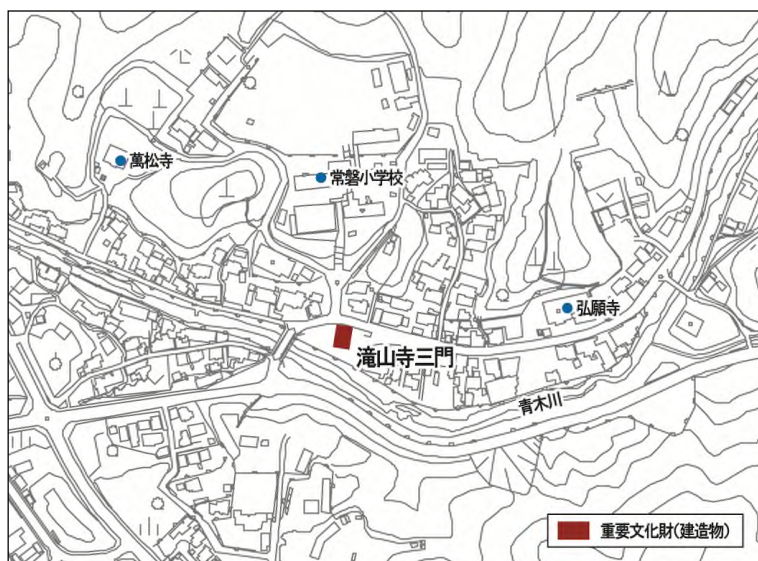 萬松寺
常磐小学校
弘願寺
滝山寺三門
青木川
重要文化財(建造物)